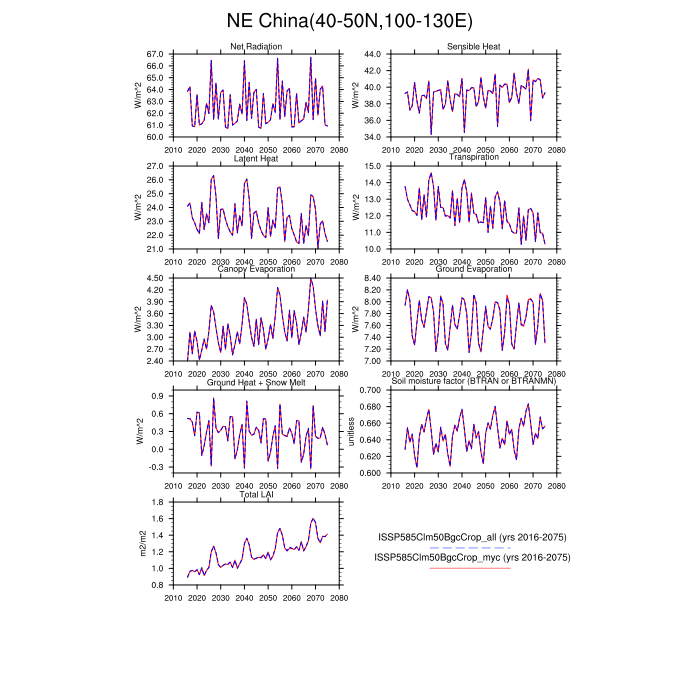 NE China(40-50N,100-130E)
Net Radiation
W/m^2
67.0
66.0
65.0
64.0
63.0
62.0
61.0
60.0
2010 2020 2030 2040 2050 2060 2070 2080
Sensible Heat
W/m^2
44.0
42.0
40.0
38.0
36.0
34.0
2010 2020 2030 2040 2050 2060 2070 2080
Latent Heat
W/m^2
27.0
26.0
25.0
24.0
23.0
22.0
21.0
2010 2020 2030 2040 2050 2060 2070 2080
Transpiration
W/m^2
15.0
14.0
13.0
12.0
11.0
10.0
2010 2020 2030 2040 2050 2060 2070 2080
Canopy Evaporation
W/m^2
4.50
4.20
3.90
3.60
3.30
3.00
2.70
2.40
2010 2020 2030 2040 2050 2060 2070 2080
Ground Evaporation
W/m^2
8.40
8.20
8.00
7.80
7.60
7.40
7.20
7.00
2010 2020 2030 2040 2050 2060 2070 2080
Ground Heat + Snow Melt
W/m^2
0.9
0.6
0.3
0.0
-0.3
2010 2020 2030 2040 2050 2060 2070 2080
Soil moisture factor (BTRAN or BTRANMN)
unitless
0.700
0.680
0.660
0.640
0.620
0.600
2010 2020 2030 2040 2050 2060 2070 2080
Total LAI
m2/m2
1.8
1.6
1.4
1.2
1.0
0.8
2010 2020 2030 2040 2050 2060 2070 2080
ISSP585Clm50BgcCrop_all (yrs 2016-2075)
ISSP585Clm50BgcCrop_myc (yrs 2016-2075)